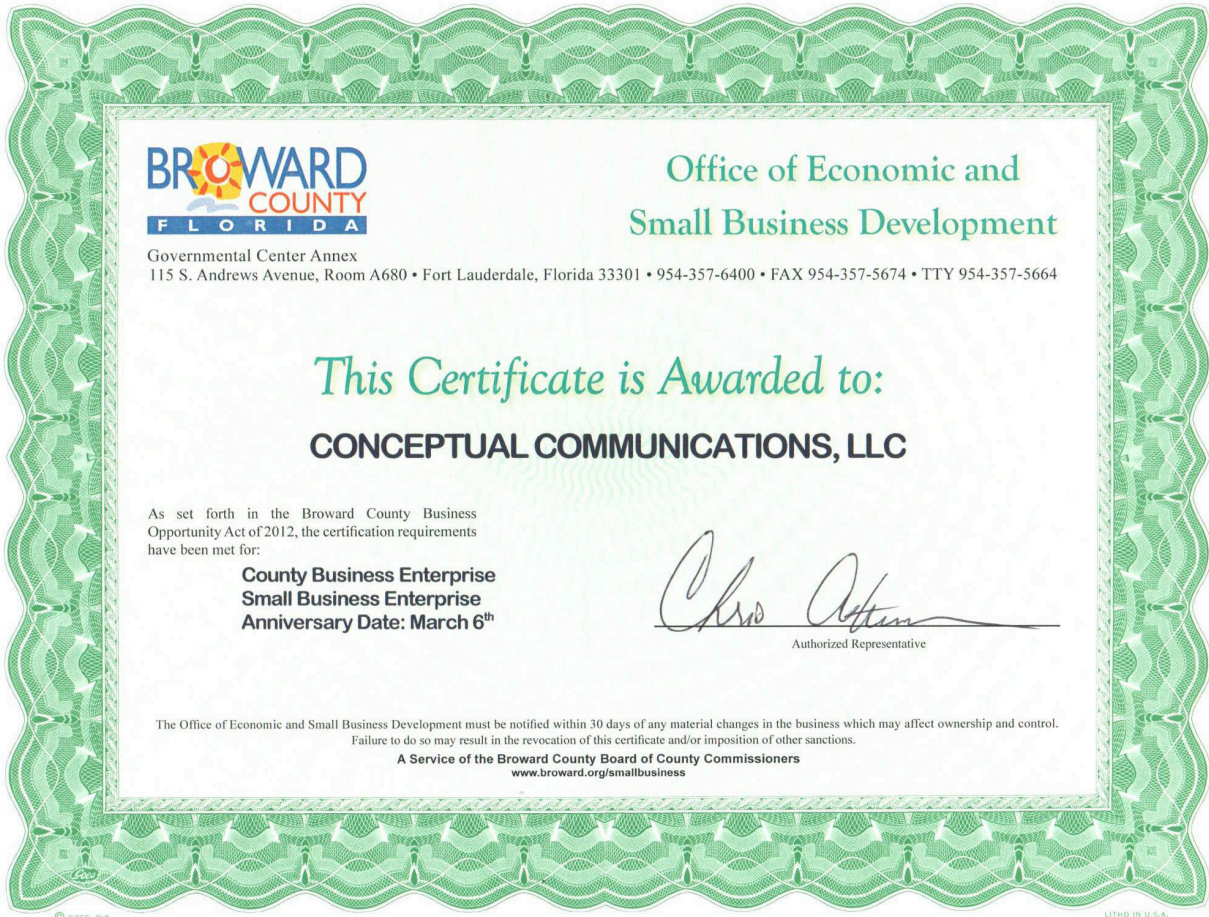 BROWARD
COUNTY
FLORIDA
Office of Economic and
Small Business Development
Governmental Center Annex
115 S. Andrews Avenue, Room A680 • Fort Lauderdale, Florida 33301 • 954-357-6400 • FAX 954-357-5674 • TTY 954-357-5664
This Certificate is Awarded to:
CONCEPTUAL COMMUNICATIONS, LLC
As set forth in the Broward County Business
Opportunity Act of 2012, the certification requirements
have been met for:
County Business Enterprise
Small Business Enterprise
Anniversary Date: March 6th
Chris
Authorized Representative
The Office of Economic and Small Business Development must be notified within 30 days of any material changes in the business which may affect ownership and control.
Failure to do so may result in the revocation of this certificate and/or imposition of other sanctions.
A Service of the Broward County Board of County Commissioners
www.broward.org/smallbusiness
Goes
LITHO IN U.S.A.